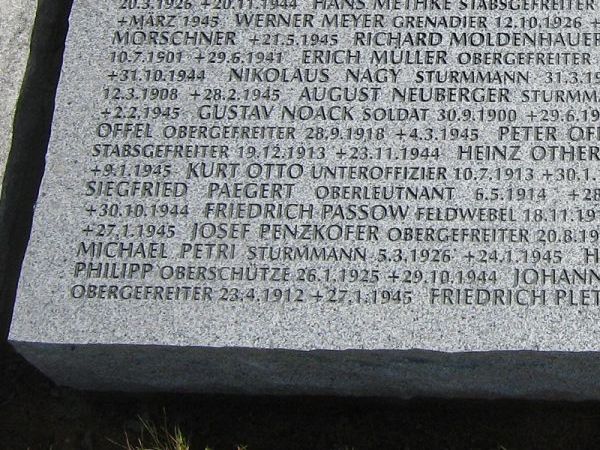 20.3.1926 +20.11.1944 HANS METHKE STABSGEFREITER
+MÄRZ 1945 WERNER MEYER GRENADIER 12.10.1926 +
MORSCHNER +21.5.1945 RICHARD MOLDENHAUER
10.7.1901 +29.6.1941 ERICH MÜLLER OBERGEFREITER
+31.10.1944 NIKOLAUS NAGY STURMMANN 31.3.19
12.3.1908 +28.2.1945 AUGUST NEUBERGER STURMMA
+2.2.1945 GUSTAV NOACK SOLDAT 30.9.1900 +29.6.19
OFFEL OBERGEFREITER 28.9.1918 +4.3.1945 PETER OFF
STABSGEFREITER 19.12.1913 +23.11.1944 HEINZ OTHER
+9.1.1945 KURT OTTO UNTEROFFIZIER 10.7.1913 +30.1.
SIEGFRIED PAEGERT OBERLEUTNANT 6.5.1914 +28
+30.10.1944 FRIEDRICH PASSOW FELDWEBEL 18.11.191
+27.1.1945 JOSEF PENZKOFER OBERGEFREITER 20.8.19
MICHAEL PETRI STURMMANN 5.3.1926 +24.1.1945 H
PHILIPP OBERSCHÜTZE 26.1.1925 +29.10.1944 JOHANN
OBERGEFREITER 23.4.1912 +27.1.1945 FRIEDRICH PLET